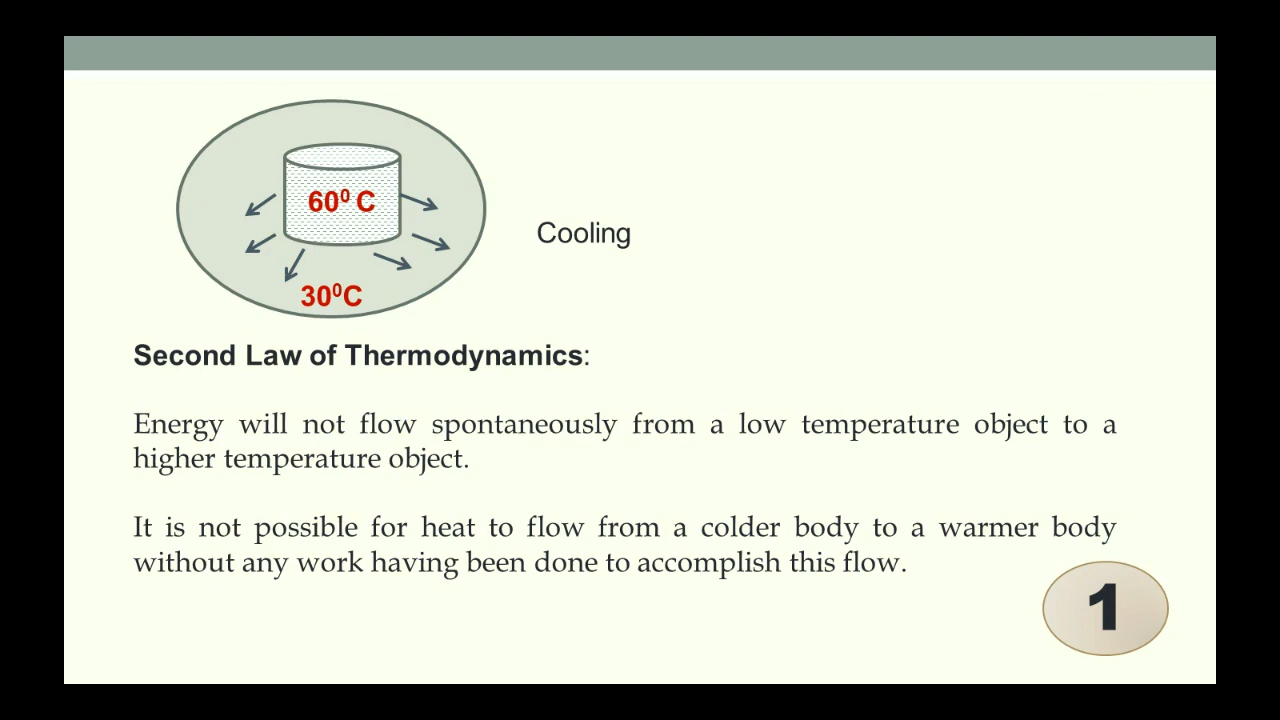 60⁰ C
Cooling
30⁰C
Second Law of Thermodynamics:
Energy will not flow spontaneously from a low temperature object to a
higher temperature object.
It is not possible for heat to flow from a colder body to a warmer body
without any work having been done to accomplish this flow.
1